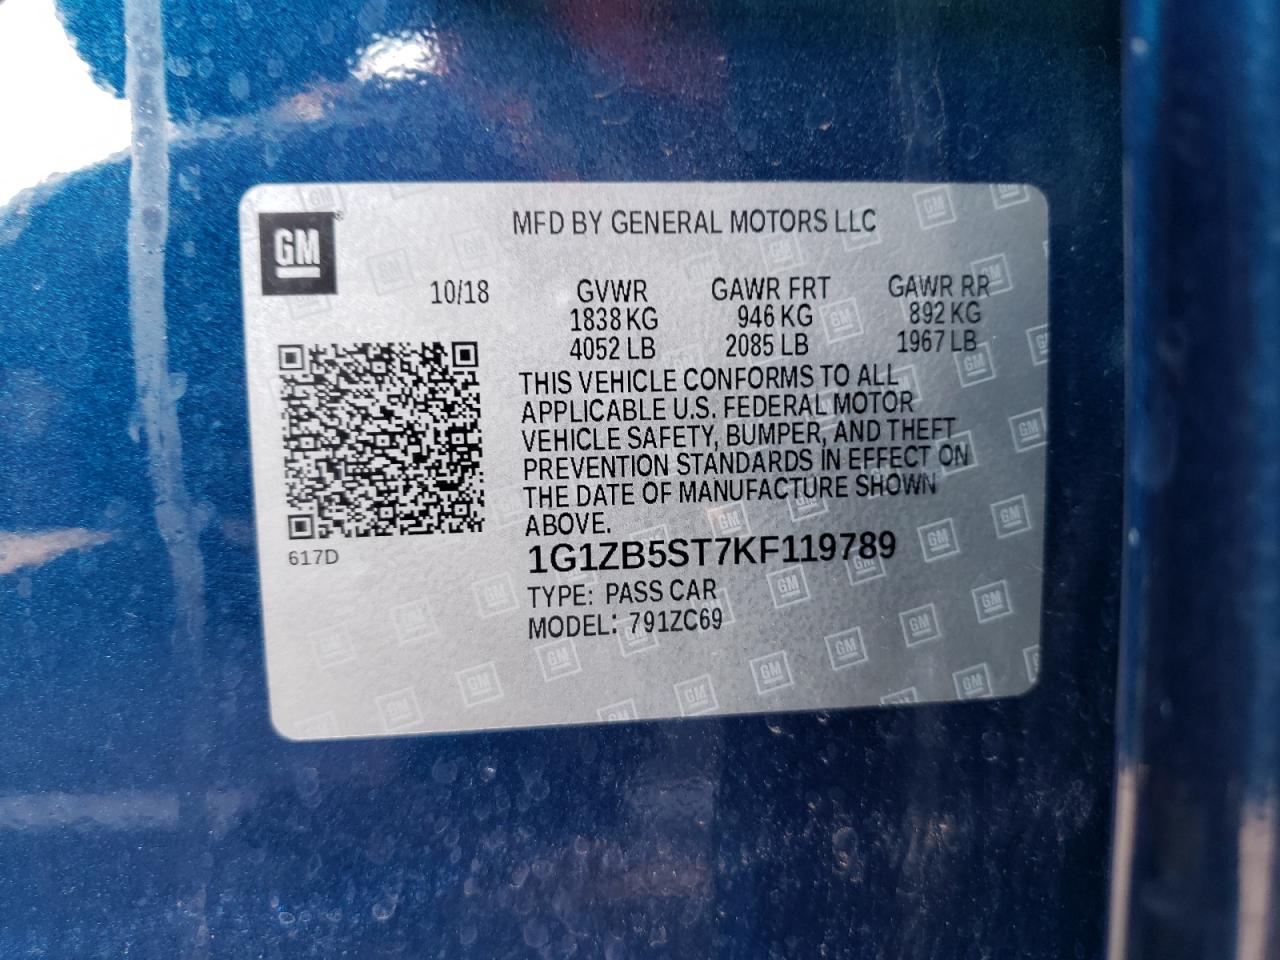 MFD BY GENERAL MOTORS LLC
GM
10/18 GVWR GAWR FRT GAWR RR
1838 KG 946 KG 892 KG
4052 LB 2085 LB 1967 LB
THIS VEHICLE CONFORMS TO ALL
APPLICABLE U.S. FEDERAL MOTOR
VEHICLE SAFETY, BUMPER, AND THEFT
PREVENTION STANDARDS IN EFFECT ON
THE DATE OF MANUFACTURE SHOWN
ABOVE.
617D
1G1ZB5ST7KF119789
TYPE: PASS CAR
MODEL: 791ZC69